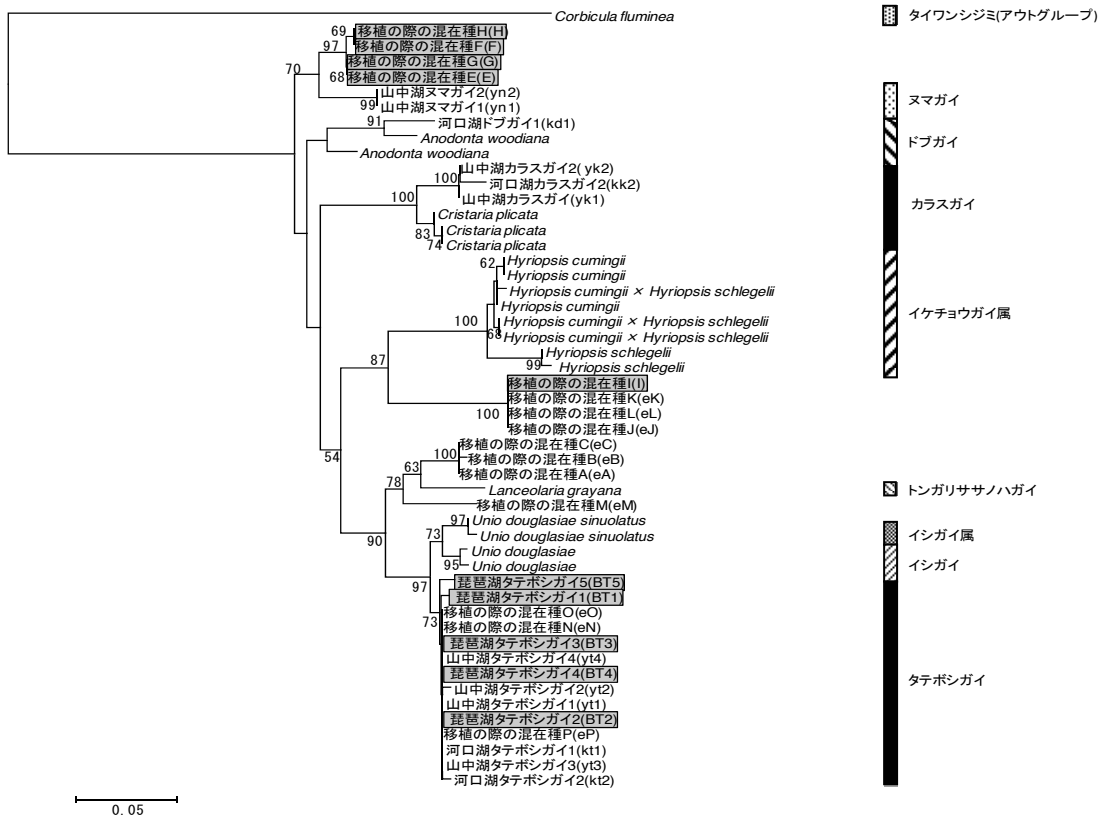 Corbicula fluminea
タイワンシジミ(アウトグループ)
69
移植の際の混在種H(H)
97
移植の際の混在種F(F)
移植の際の混在種G(G)
70
68
移植の際の混在種E(E)
山中湖ヌマガイ2(yn2)
ヌマガイ
99
山中湖ヌマガイ1(yn1)
91
河口湖ドブガイ1(kd1)
Anodonta woodiana
ドブガイ
Anodonta woodiana
山中湖カラスガイ2(yk2)
100
河口湖カラスガイ2(kk2)
100
山中湖カラスガイ(yk1)
カラスガイ
Cristaria plicata
83
Cristaria plicata
74
Cristaria plicata
62
Hyriopsis cumingii
Hyriopsis cumingii
Hyriopsis cumingii × Hyriopsis schlegelii
Hyriopsis cumingii
イケチョウガイ属
100
Hyriopsis cumingii × Hyriopsis schlegelii
68
Hyriopsis cumingii × Hyriopsis schlegelii
87
Hyriopsis schlegelii
99
Hyriopsis schlegelii
移植の際の混在種I(I)
移植の際の混在種K(eK)
100
移植の際の混在種L(eL)
移植の際の混在種J(eJ)
54
移植の際の混在種C(eC)
100
移植の際の混在種B(eB)
63
移植の際の混在種A(eA)
78
Lanceolaria grayana
トンガリササノハガイ
移植の際の混在種M(eM)
97
Unio douglasiae sinuolatus
73
Unio douglasiae sinuolatus
イシガイ属
90
Unio douglasiae
95
Unio douglasiae
イシガイ
97
琵琶湖タテボシガイ5(BT5)
琵琶湖タテボシガイ1(BT1)
移植の際の混在種O(eO)
73
移植の際の混在種N(eN)
琵琶湖タテボシガイ3(BT3)
山中湖タテボシガイ4(yt4)
琵琶湖タテボシガイ4(BT4)
タテボシガイ
山中湖タテボシガイ2(yt2)
山中湖タテボシガイ1(yt1)
琵琶湖タテボシガイ2(BT2)
移植の際の混在種P(eP)
河口湖タテボシガイ1(kt1)
山中湖タテボシガイ3(yt3)
河口湖タテボシガイ2(kt2)
0.05